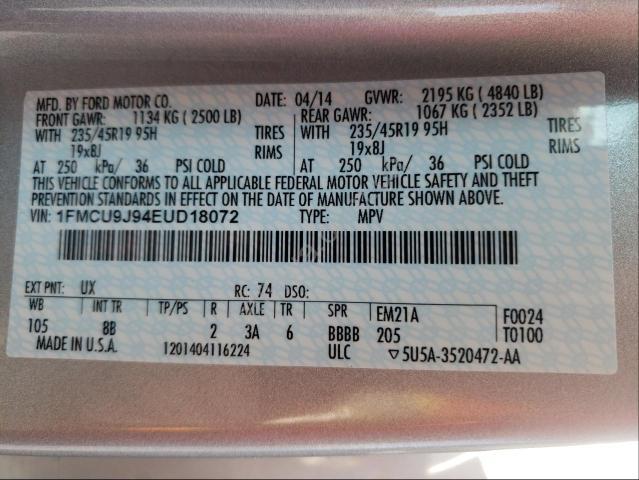 MFD. BY FORD MOTOR CO. DATE: 04/14 GVWR: 2195 KG ( 4840 LB)
FRONT GAWR: 1134 KG ( 2500 LB) REAR GAWR: 1067 KG ( 2352 LB)
WITH 235/45R19 95H TIRES WITH 235/45R19 95H TIRES
19x8J RIMS 19x8J RIMS
AT 250 kPa/ 36 PSI COLD AT 250 kPa/ 36 PSI COLD
THIS VEHICLE CONFORMS TO ALL APPLICABLE FEDERAL MOTOR VEHICLE SAFETY AND THEFT
PREVENTION STANDARDS IN EFFECT ON THE DATE OF MANUFACTURE SHOWN ABOVE.
VIN: 1FMCU9J94EUD18072 TYPE: MPV
EXT PNT: UX RC: 74 DSO:
WB INT TR TP/PS R AXLE TR SPR EM21A F0024
105 8B 2 3A 6 BBBB 205 T0100
MADE IN U.S.A. 1201404116224 ULC ▽5U5A-3520472-AA